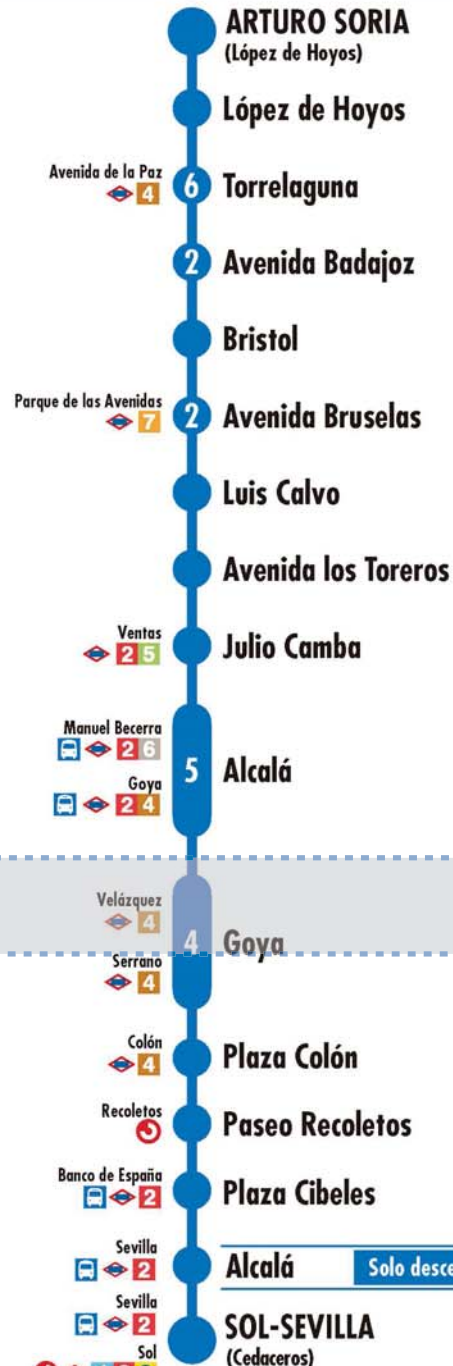 ARTURO SORIA
(López de Hoyos)
López de Hoyos
Avenida de la Paz
4
6 Torrelaguna
2 Avenida Badajoz
Bristol
Parque de las Avenidas
7
2 Avenida Bruselas
Luis Calvo
Avenida los Toreros
Ventas
2 5
Julio Camba
Manuel Becerra
2 6
Goya
2 4
5 Alcalá
Velázquez
4
4 Goya
Serrano
4
Colón
4
Plaza Colón
Recoletos
Paseo Recoletos
Banco de España
2
Plaza Cibeles
Sevilla
2
Alcalá Solo desce
Sevilla
2
SOL-SEVILLA
(Cedaceros)
Sol